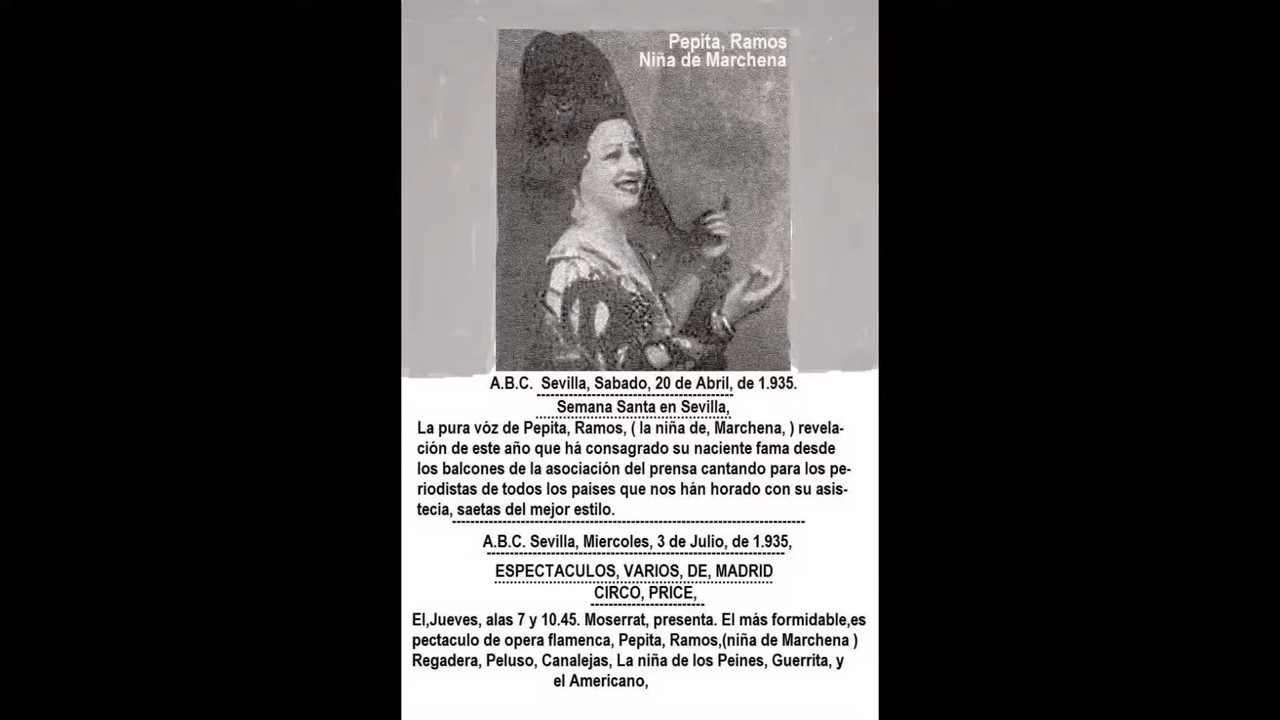 Pepita, Ramos
Niña de Marchena
A.B.C. Sevilla, Sabado, 20 de Abril, de 1.935.
Semana Santa en Sevilla,
La pura vóz de Pepita, Ramos, ( la niña de, Marchena, ) revela-
ción de este año que há consagrado su naciente fama desde
los balcones de la asociación del prensa cantando para los pe-
riodistas de todos los paises que nos hán horado con su asis-
tecia, saetas del mejor estilo.
A.B.C. Sevilla, Miercoles, 3 de Julio, de 1.935,
ESPECTACULOS, VARIOS, DE, MADRID
CIRCO, PRICE,
El,Jueves, alas 7 y 10.45. Moserrat, presenta. El más formidable,es
pectaculo de opera flamenca, Pepita, Ramos,(niña de Marchena )
Regadera, Peluso, Canalejas, La niña de los Peines, Guerrita, y
el Americano,